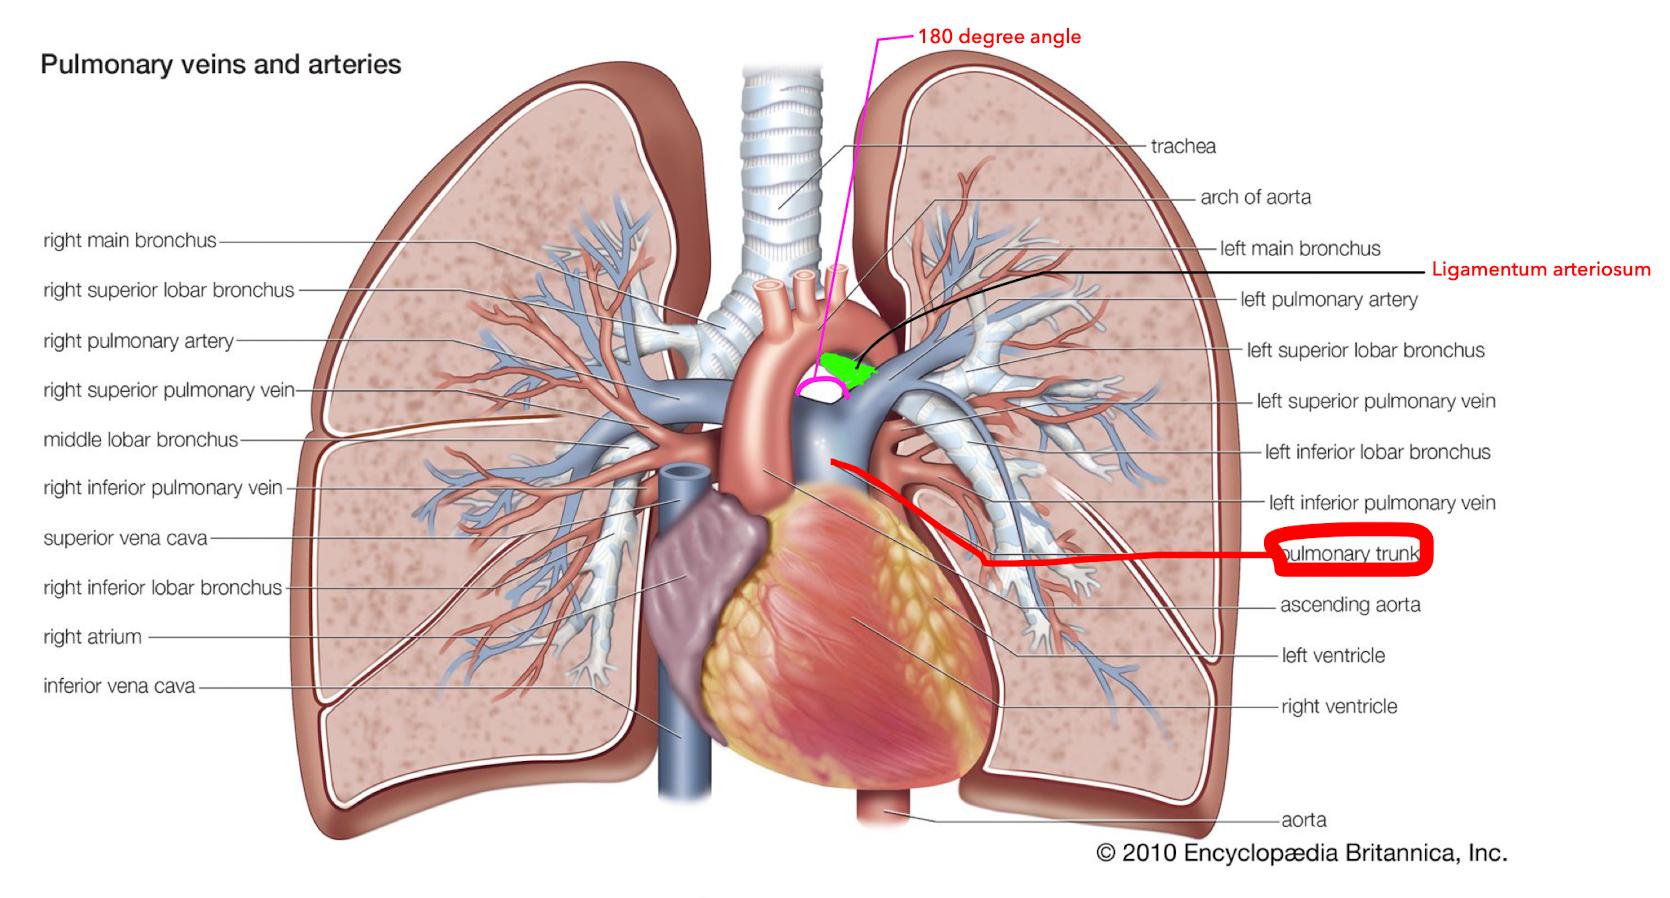 180 degree angle
Pulmonary veins and arteries
trachea
arch of aorta
left main bronchus
Ligamentum arteriosum
left pulmonary artery
left superior lobar bronchus
left superior pulmonary vein
left inferior lobar bronchus
left inferior pulmonary vein
pulmonary trunk
ascending aorta
left ventricle
right ventricle
aorta
right main bronchus
right superior lobar bronchus
right pulmonary artery
right superior pulmonary vein
middle lobar bronchus
right inferior pulmonary vein
superior vena cava
right inferior lobar bronchus
right atrium
inferior vena cava
© 2010 Encyclopædia Britannica, Inc.